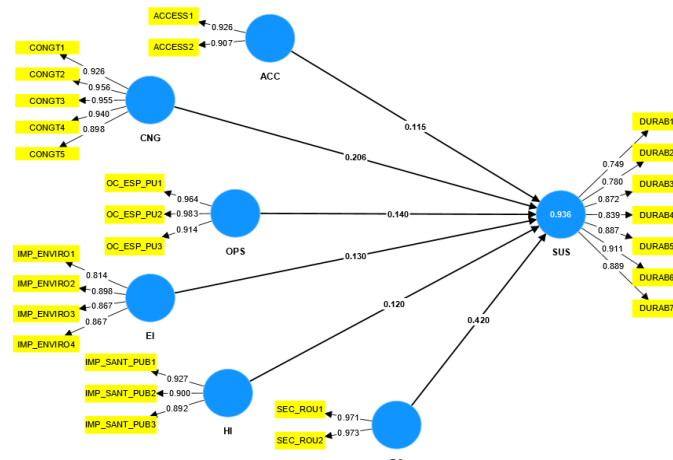 ACCESS1
0.926
ACCESS2
0.907
ACC
CONGT1
0.926
CONGT2
0.956
CONGT3
0.955
CONGT4
0.940
CONGT5
0.898
CNG
0.115
0.206
OC_ESP_PU1
0.964
OC_ESP_PU2
0.983
OC_ESP_PU3
0.914
OPS
0.140
IMP_ENVIRO1
0.814
IMP_ENVIRO2
0.898
IMP_ENVIRO3
0.867
IMP_ENVIRO4
0.867
EI
0.130
IMP_SANT_PUB1
0.927
IMP_SANT_PUB2
0.900
IMP_SANT_PUB3
0.892
HI
0.120
SEC_ROU1
0.971
SEC_ROU2
0.973
0.420
0.936
SUS
DURAB1
0.749
DURAB2
0.780
DURAB3
0.872
DURAB4
0.839
DURAB5
0.887
DURAB6
0.911
DURAB7
0.889